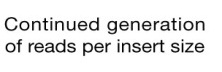 Continued generation
of reads per insert size